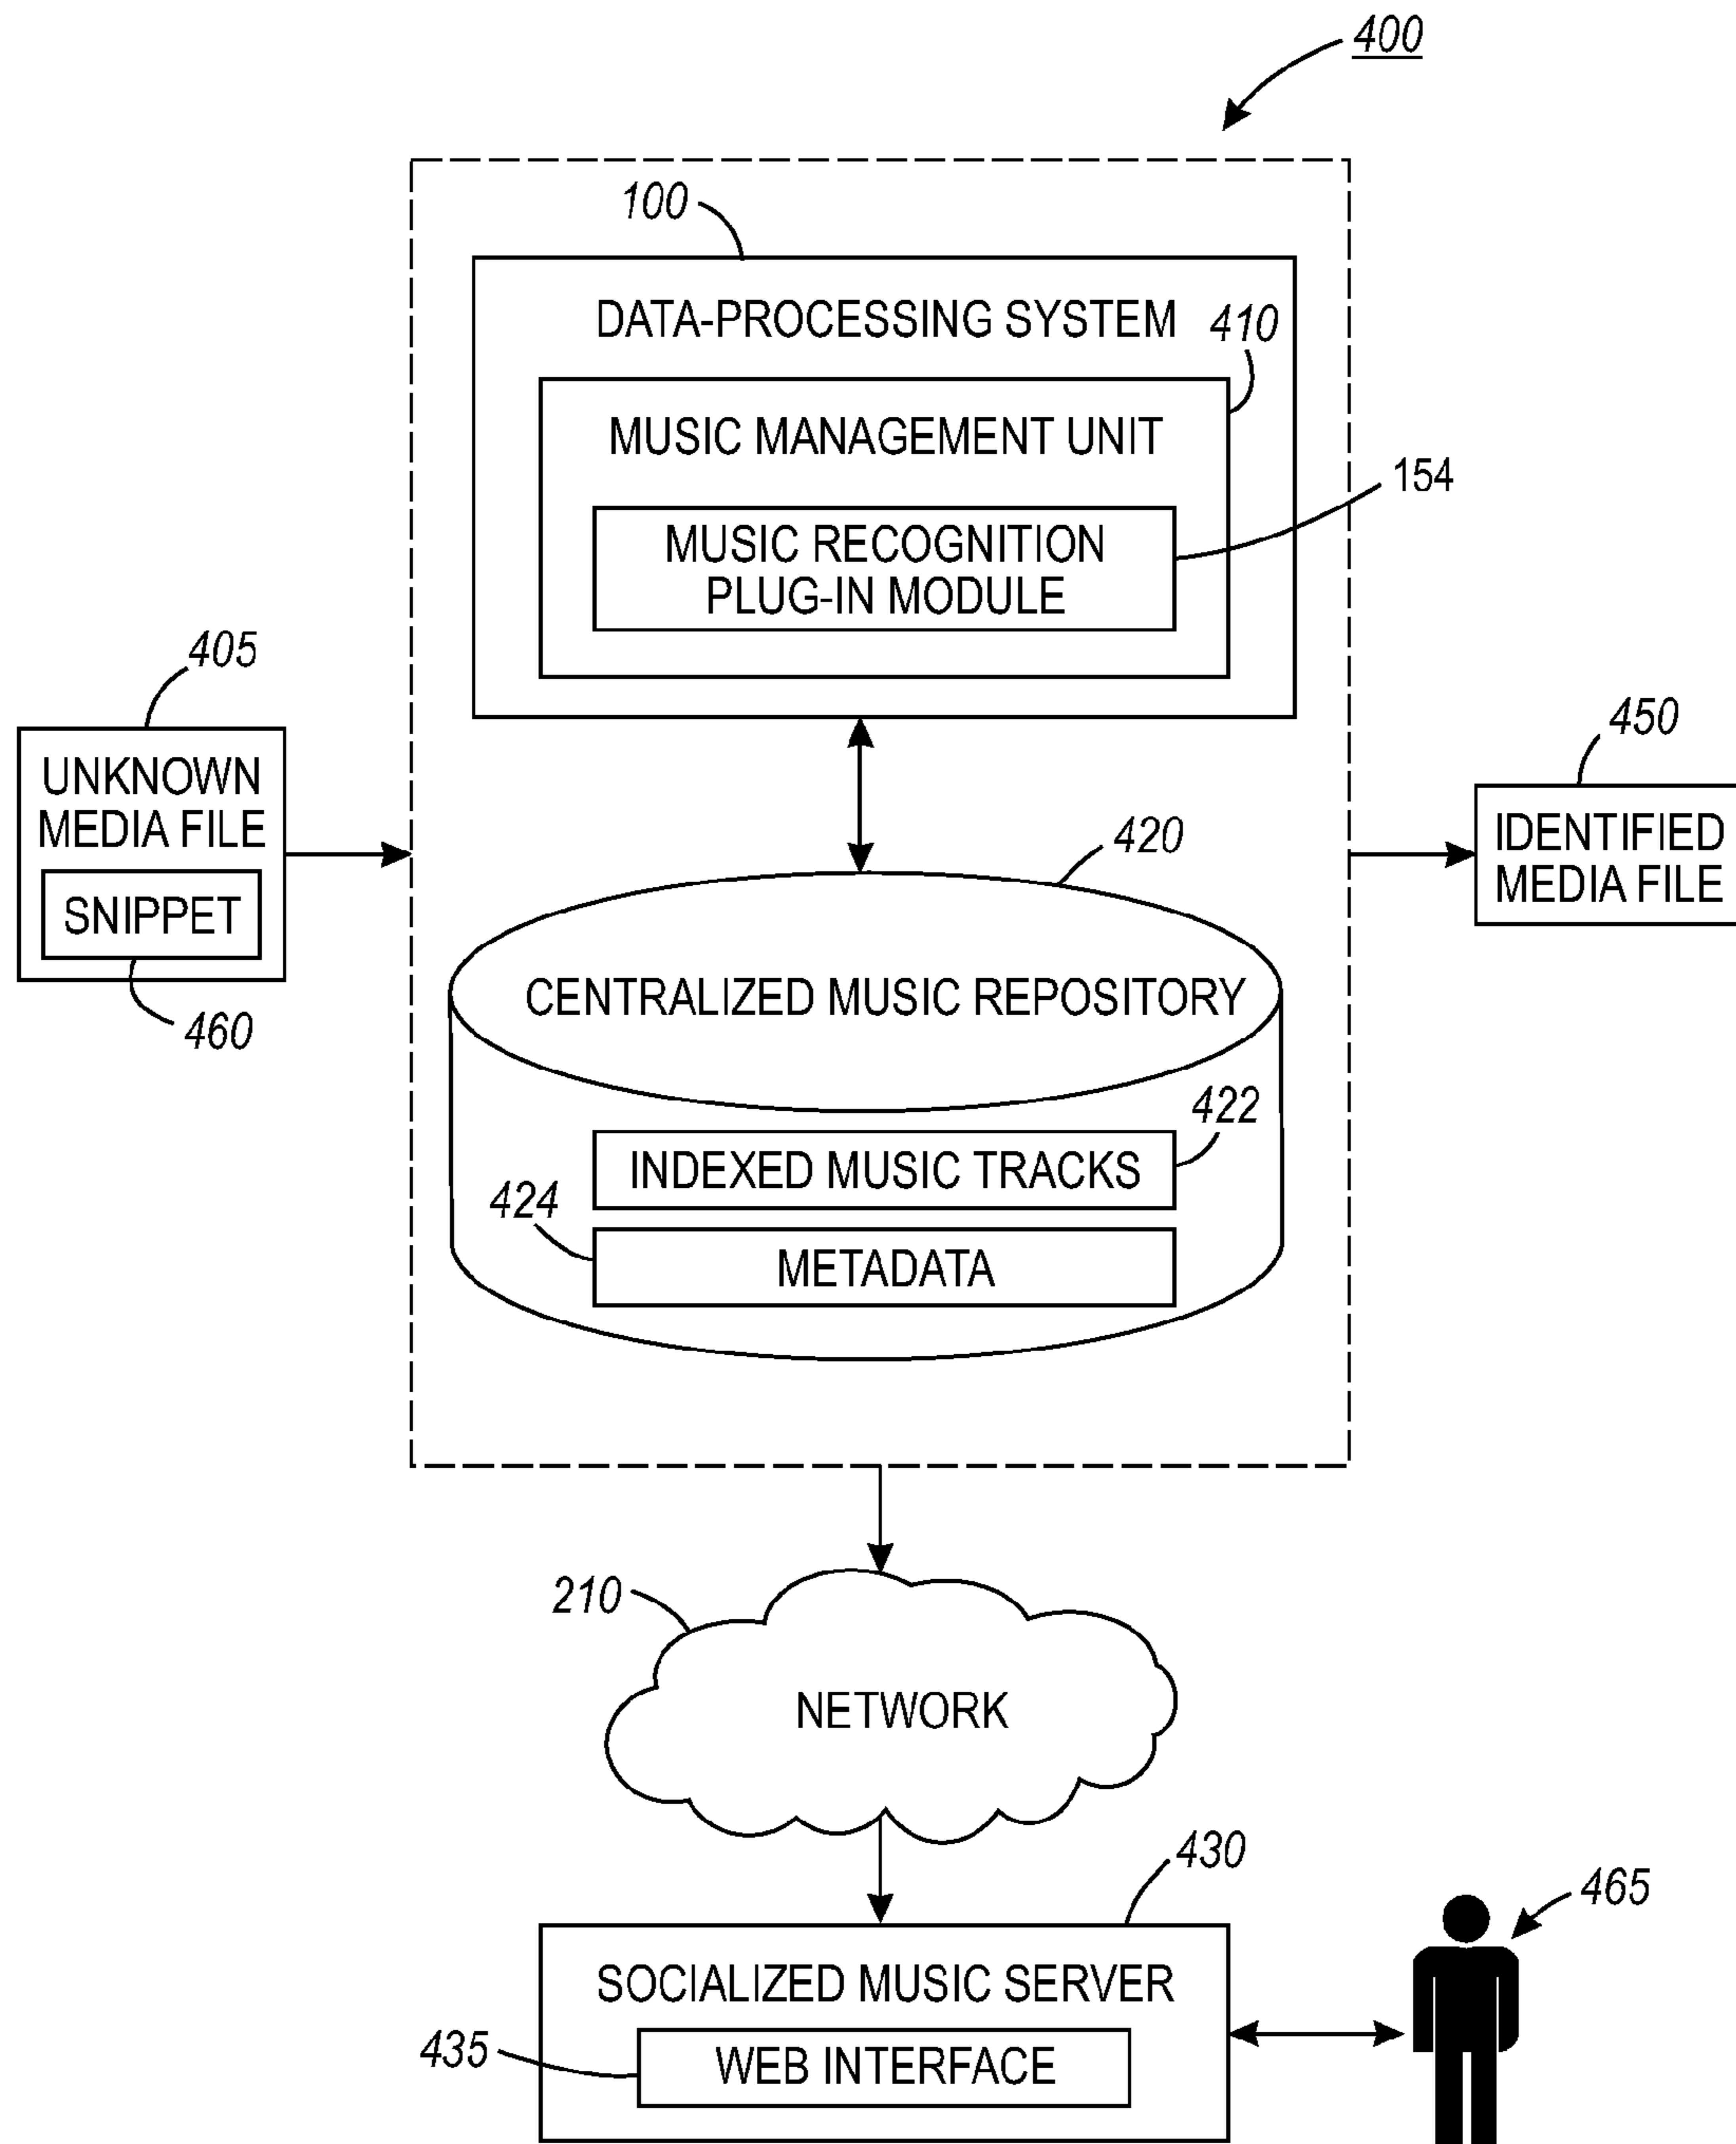 400
100
DATA-PROCESSING SYSTEM
410
MUSIC MANAGEMENT UNIT
154
MUSIC RECOGNITION
PLUG-IN MODULE
405
UNKNOWN
MEDIA FILE
SNIPPET
460
450
IDENTIFIED
MEDIA FILE
420
CENTRALIZED MUSIC REPOSITORY
422
INDEXED MUSIC TRACKS
424
METADATA
210
NETWORK
430
465
SOCIALIZED MUSIC SERVER
435
WEB INTERFACE